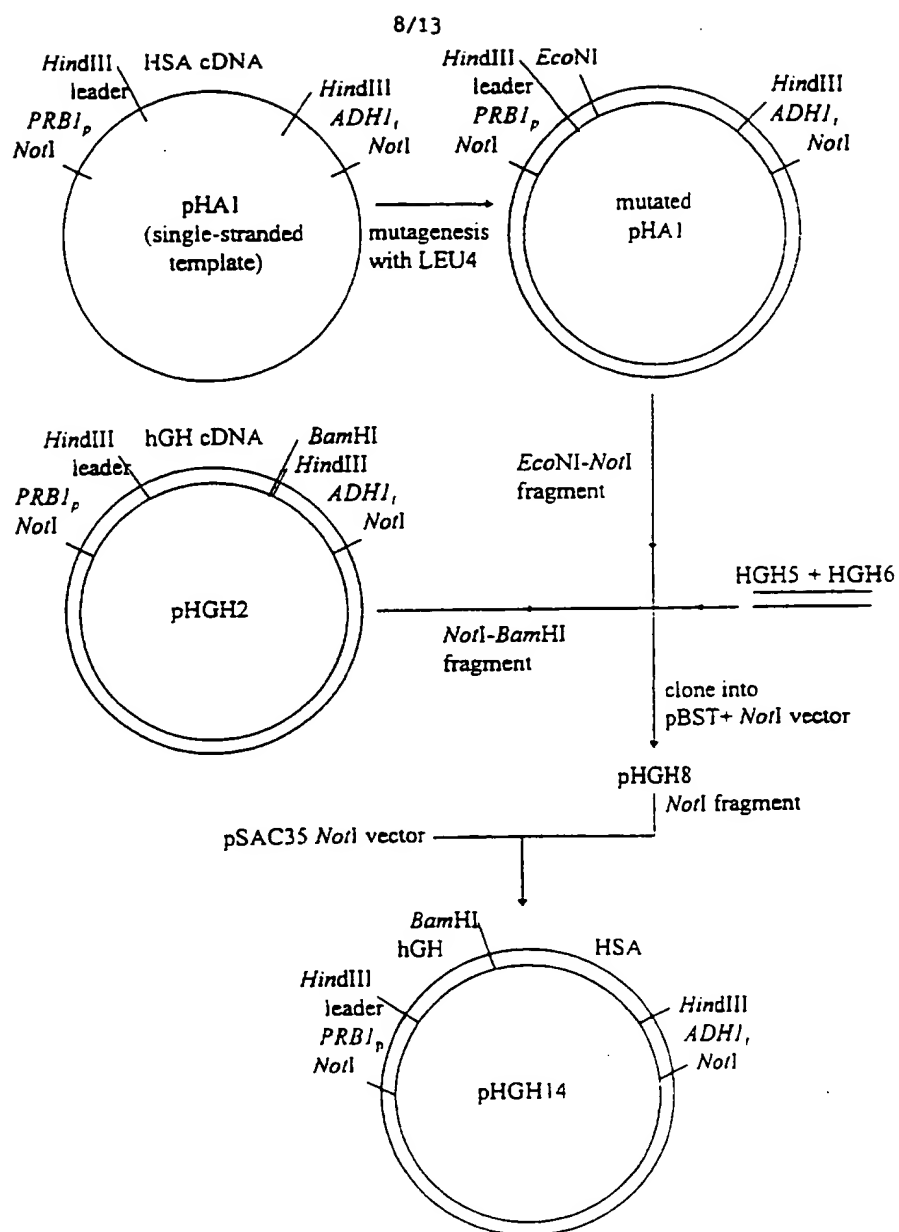 8/13
HindIII HSA cDNA
leader
PRB1p
NotI
HindIII
ADH1t
NotI
pHA1
(single-stranded
template)
mutagenesis
with LEU4
HindIII EcoNI
leader
PRB1p
NotI
HindIII
ADH1t
NotI
mutated
pHA1
HindIII hGH cDNA
leader
PRB1p
NotI
BamHI
HindIII
ADH1t
NotI
pHGH2
EcoNI-NotI
fragment
HGH5 + HGH6
NotI-BamHI
fragment
clone into
pBST+ NotI vector
pHGH8
NotI fragment
pSAC35 NotI vector
BamHI
hGH
HSA
HindIII
leader
PRB1p
NotI
HindIII
ADH1t
NotI
pHGH14